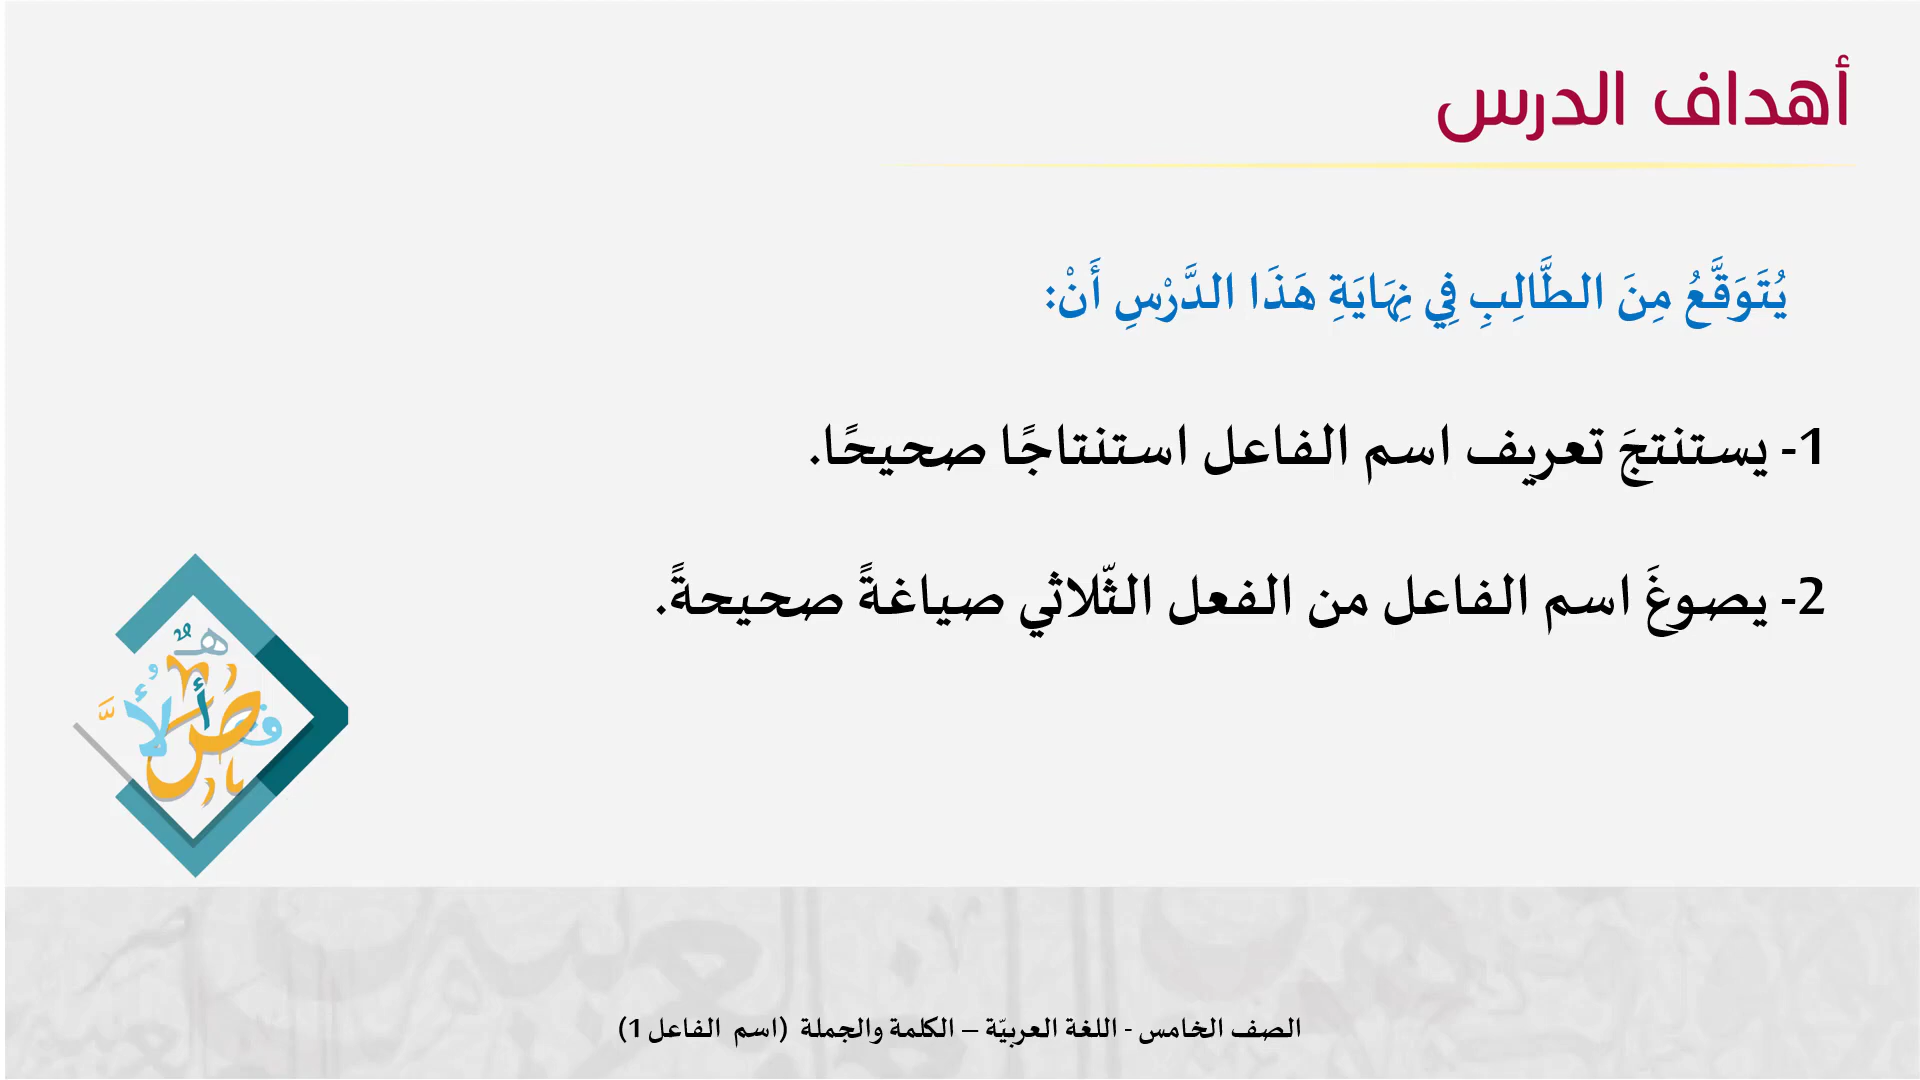 أهداف الدرس
يُتَوَقَّعُ مِنَ الطَّالِبِ فِي نِهَايَةِ هَذَا الدَّرْسِ أَنْ:
1- يستنتجَ تعريف اسم الفاعل استنتاجًا صحيحًا.
2- يصوغَ اسم الفاعل من الفعل الثّلاثي صياغةً صحيحةً.
الصف الخامس - اللغة العربيّة – الكلمة والجملة (اسم الفاعل 1)